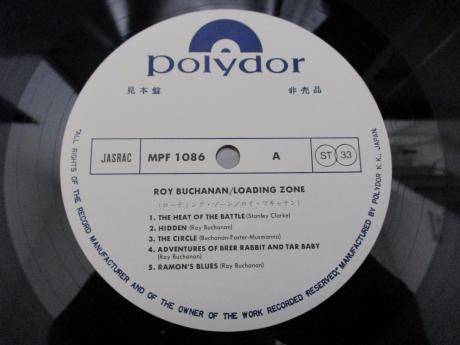 polydor
見本盤 非売品
JASRAC MPF 1086 A ST 33
ROY BUCHANAN/LOADING ZONE
(ローディング・ゾーン/ロイ・ブキャナン)
1. THE HEAT OF THE BATTLE (Stanley Clarke)
2. HIDDEN (Roy Buchanan)
3. THE CIRCLE (Buchanan-Foster-Musmanno)
4. ADVENTURES OF BRER RABBIT AND TAR BABY
(Roy Buchanan)
5. RAMON'S BLUES (Roy Buchanan)
"ALL RIGHTS OF THE RECORD MANUFACTURER AND OF THE OWNER OF THE WORK RECORDED RESERVED." MANUFACTURED BY POLYDOR K.K., JAPAN